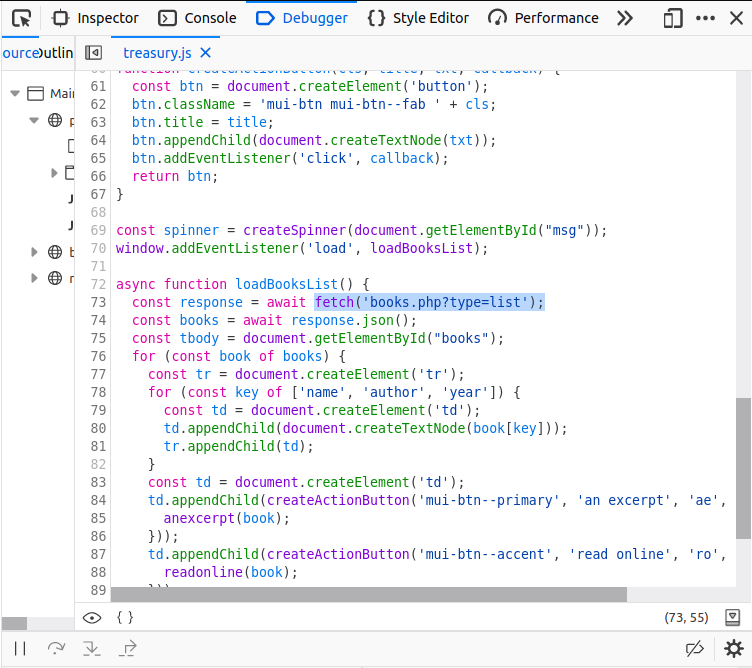 Inspector Console Debugger Style Editor Performance
ource Outlin treasury.js
Main
60 function createActionButton(cls, title, txt, callback) {
61 const btn = document.createElement('button');
62 btn.className = 'mui-btn mui-btn--fab ' + cls;
63 btn.title = title;
64 btn.appendChild(document.createTextNode(txt));
65 btn.addEventListener('click', callback);
66 return btn;
67 }
68
69 const spinner = createSpinner(document.getElementById("msg"));
70 window.addEventListener('load', loadBooksList);
71
72 async function loadBooksList() {
73 const response = await fetch('books.php?type=list');
74 const books = await response.json();
75 const tbody = document.getElementById("books");
76 for (const book of books) {
77 const tr = document.createElement('tr');
78 for (const key of ['name', 'author', 'year']) {
79 const td = document.createElement('td');
80 td.appendChild(document.createTextNode(book[key]));
81 tr.appendChild(td);
82 }
83 const td = document.createElement('td');
84 td.appendChild(createActionButton('mui-btn--primary', 'an excerpt', 'ae',
85 anexcerpt(book);
86 }));
87 td.appendChild(createActionButton('mui-btn--accent', 'read online', 'ro',
88 readonline(book);
89 }));
{ } (73, 55)